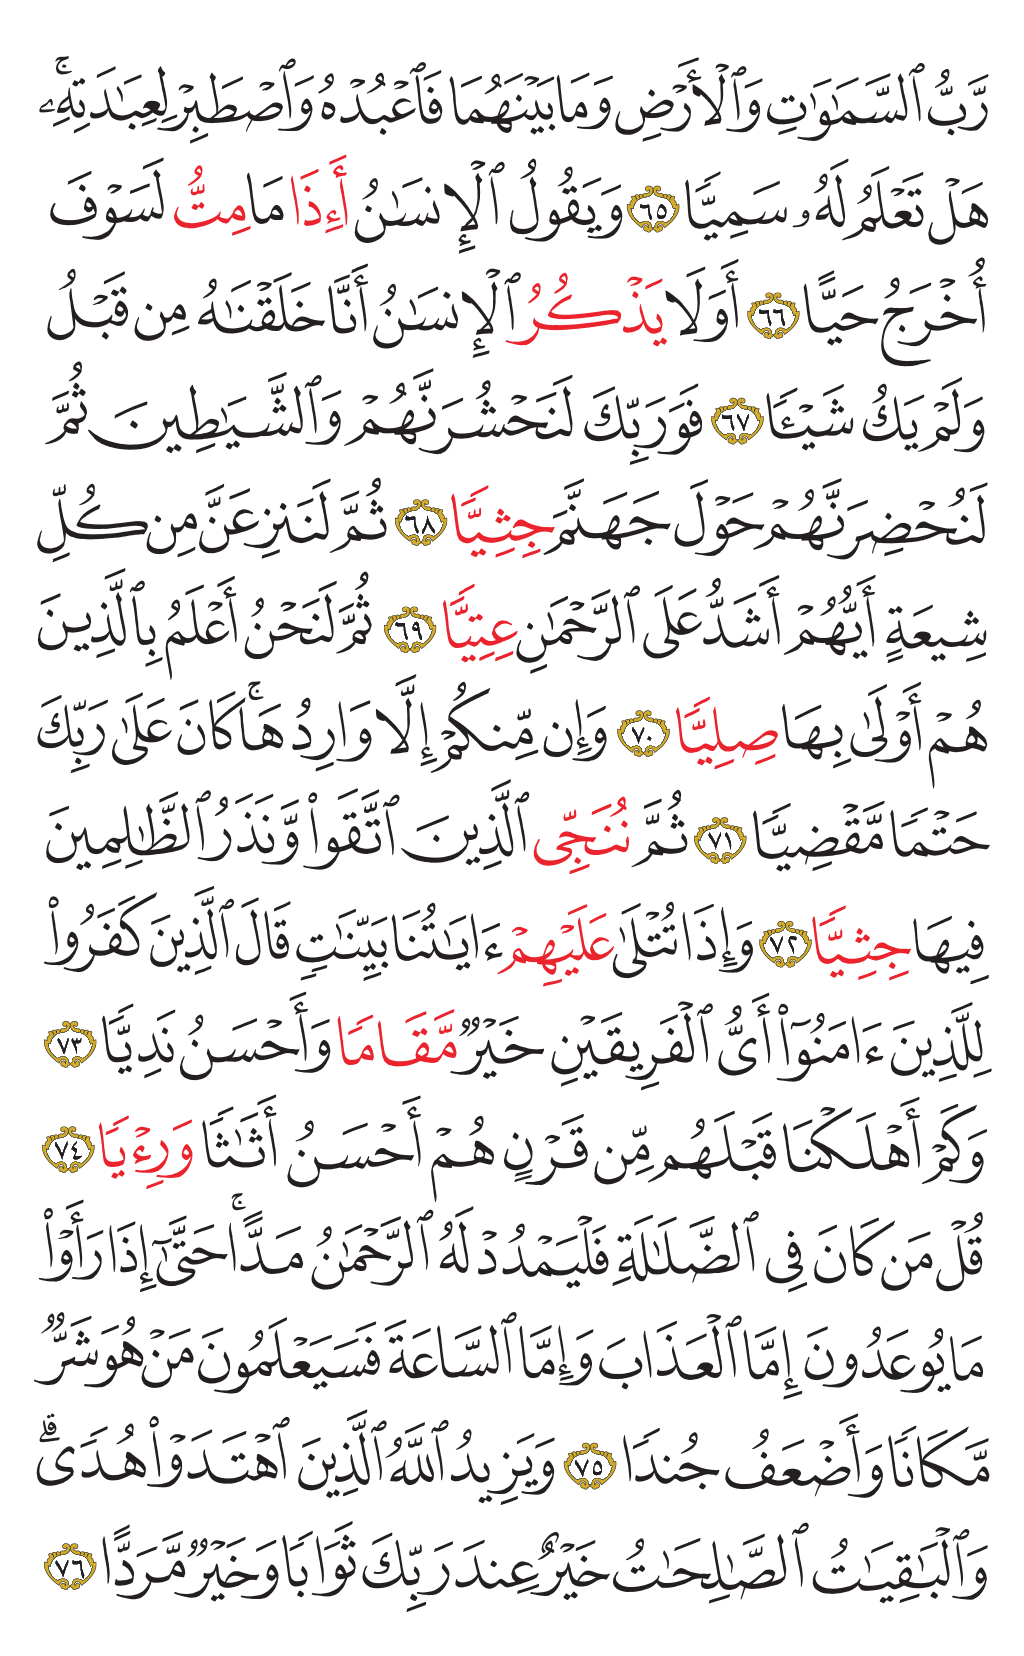 رَّبُّ ٱلسَّمَٰوَٰتِ وَٱلْأَرْضِ وَمَا بَيْنَهُمَا فَٱعْبُدْهُ وَٱصْطَبِرْ لِعِبَٰدَتِهِۦۚ
هَلْ تَعْلَمُ لَهُۥ سَمِيًّا ٦٥ وَيَقُولُ ٱلْإِنسَٰنُ أَءِذَا مَا مِتُّ لَسَوْفَ
أُخْرَجُ حَيًّا ٦٦ أَوَلَا يَذْكُرُ ٱلْإِنسَٰنُ أَنَّا خَلَقْنَٰهُ مِن قَبْلُ
وَلَمْ يَكُ شَيْـًٔا ٦٧ فَوَرَبِّكَ لَنَحْشُرَنَّهُمْ وَٱلشَّيَٰطِينَ ثُمَّ
لَنُحْضِرَنَّهُمْ حَوْلَ جَهَنَّمَ جِثِيًّا ٦٨ ثُمَّ لَنَنزِعَنَّ مِن كُلِّ
شِيعَةٍ أَيُّهُمْ أَشَدُّ عَلَى ٱلرَّحْمَٰنِ عِتِيًّا ٦٩ ثُمَّ لَنَحْنُ أَعْلَمُ بِٱلَّذِينَ
هُمْ أَوْلَىٰ بِهَا صِلِيًّا ٧٠ وَإِن مِّنكُمْ إِلَّا وَارِدُهَاۚ كَانَ عَلَىٰ رَبِّكَ
حَتْمًا مَّقْضِيًّا ٧١ ثُمَّ نُنَجِّى ٱلَّذِينَ ٱتَّقَوا۟ وَّنَذَرُ ٱلظَّٰلِمِينَ
فِيهَا جِثِيًّا ٧٢ وَإِذَا تُتْلَىٰ عَلَيْهِمْ ءَايَٰتُنَا بَيِّنَٰتٍ قَالَ ٱلَّذِينَ كَفَرُوا۟
لِلَّذِينَ ءَامَنُوٓا۟ أَىُّ ٱلْفَرِيقَيْنِ خَيْرٌ مَّقَامًا وَأَحْسَنُ نَدِيًّا ٧٣
وَكَمْ أَهْلَكْنَا قَبْلَهُم مِّن قَرْنٍ هُمْ أَحْسَنُ أَثَٰثًا وَرِءْيًا ٧٤
قُلْ مَن كَانَ فِى ٱلضَّلَٰلَةِ فَلْيَمْدُدْ لَهُ ٱلرَّحْمَٰنُ مَدًّاۚ حَتَّىٰٓ إِذَا رَأَوْا۟
مَا يُوعَدُونَ إِمَّا ٱلْعَذَابَ وَإِمَّا ٱلسَّاعَةَ فَسَيَعْلَمُونَ مَنْ هُوَ شَرٌّ
مَّكَانًا وَأَضْعَفُ جُندًا ٧٥ وَيَزِيدُ ٱللَّهُ ٱلَّذِينَ ٱهْتَدَوْا۟ هُدًىۗ
وَٱلْبَٰقِيَٰتُ ٱلصَّٰلِحَٰتُ خَيْرٌ عِندَ رَبِّكَ ثَوَابًا وَخَيْرٌ مَّرَدًّا ٧٦